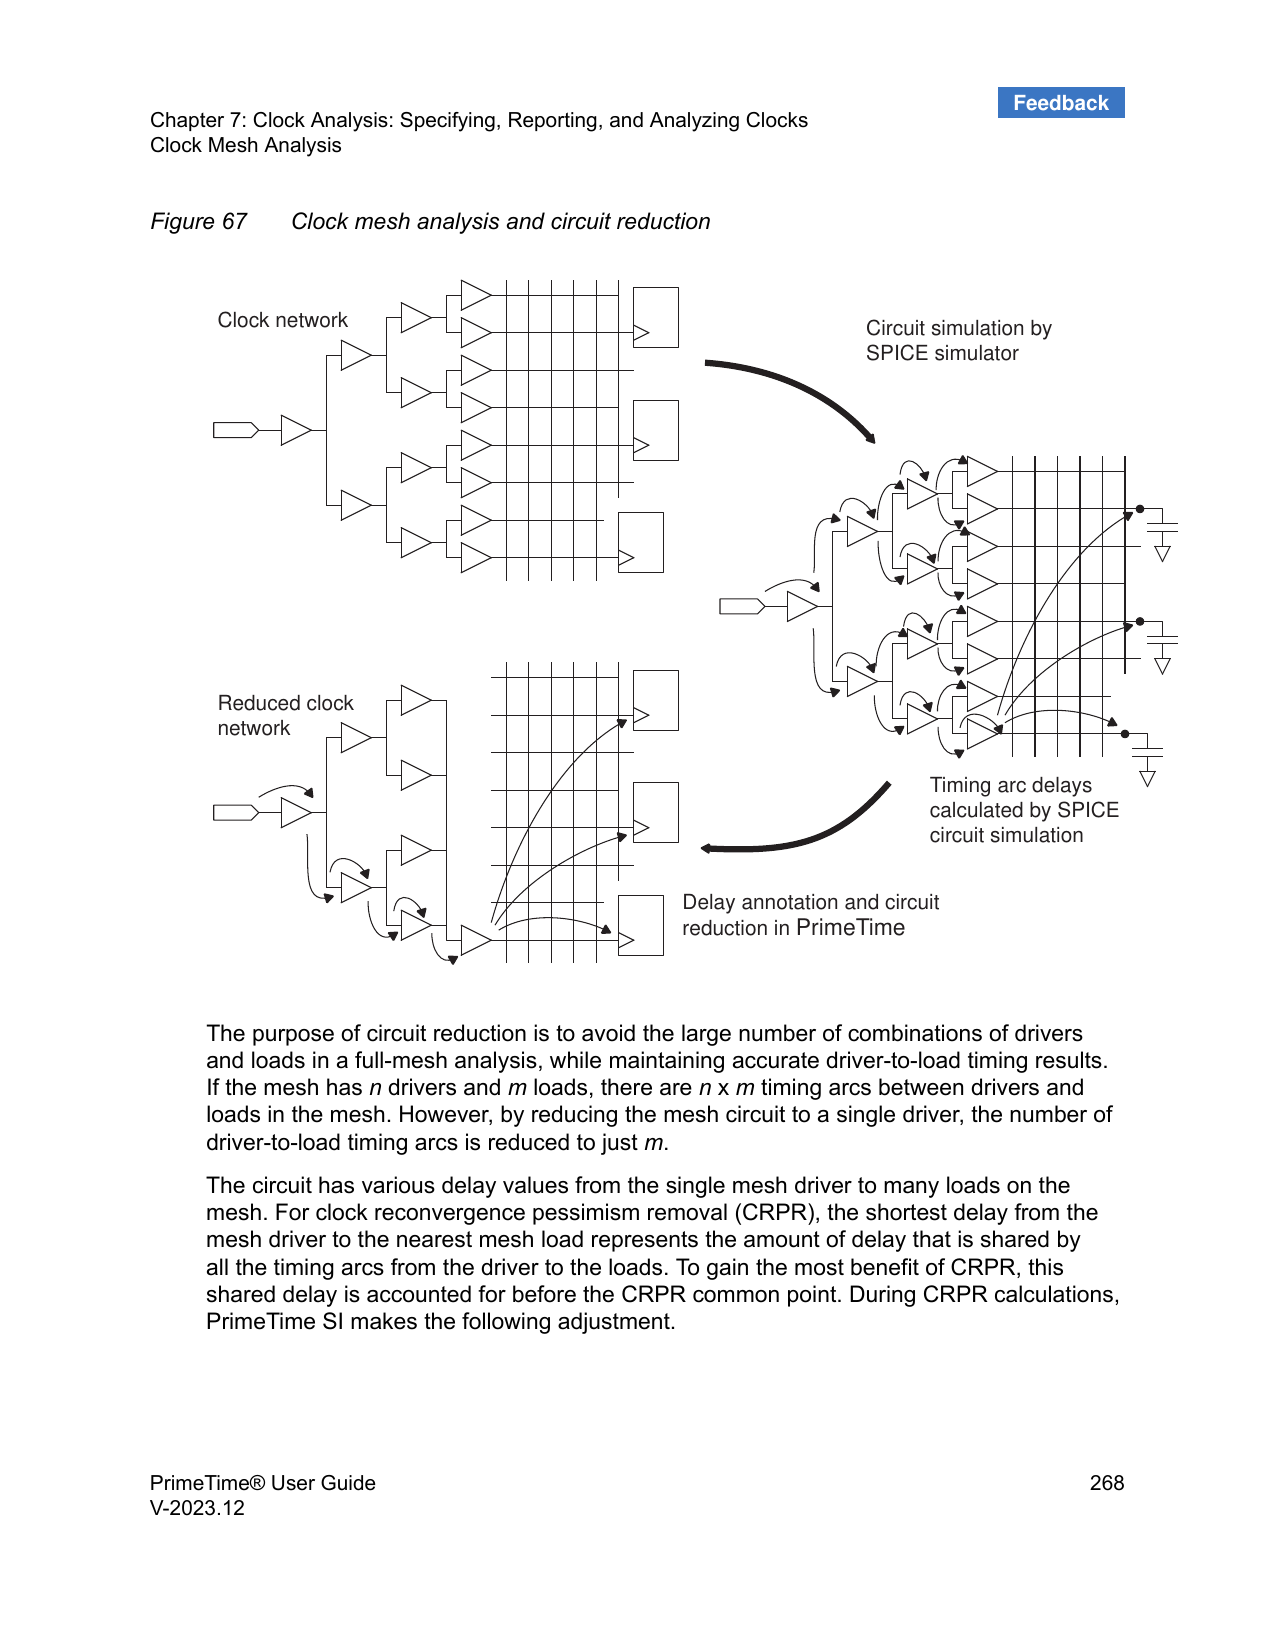 Feedback
Chapter 7: Clock Analysis: Specifying, Reporting, and Analyzing Clocks
Clock Mesh Analysis
Figure 67 Clock mesh analysis and circuit reduction
Clock network
Circuit simulation by
SPICE simulator
Reduced clock
network
Timing arc delays
calculated by SPICE
circuit simulation
Delay annotation and circuit
reduction in PrimeTime
The purpose of circuit reduction is to avoid the large number of combinations of drivers
and loads in a full-mesh analysis, while maintaining accurate driver-to-load timing results.
If the mesh has n drivers and m loads, there are n x m timing arcs between drivers and
loads in the mesh. However, by reducing the mesh circuit to a single driver, the number of
driver-to-load timing arcs is reduced to just m.
The circuit has various delay values from the single mesh driver to many loads on the
mesh. For clock reconvergence pessimism removal (CRPR), the shortest delay from the
mesh driver to the nearest mesh load represents the amount of delay that is shared by
all the timing arcs from the driver to the loads. To gain the most benefit of CRPR, this
shared delay is accounted for before the CRPR common point. During CRPR calculations,
PrimeTime SI makes the following adjustment.
PrimeTime® User Guide 268
V-2023.12